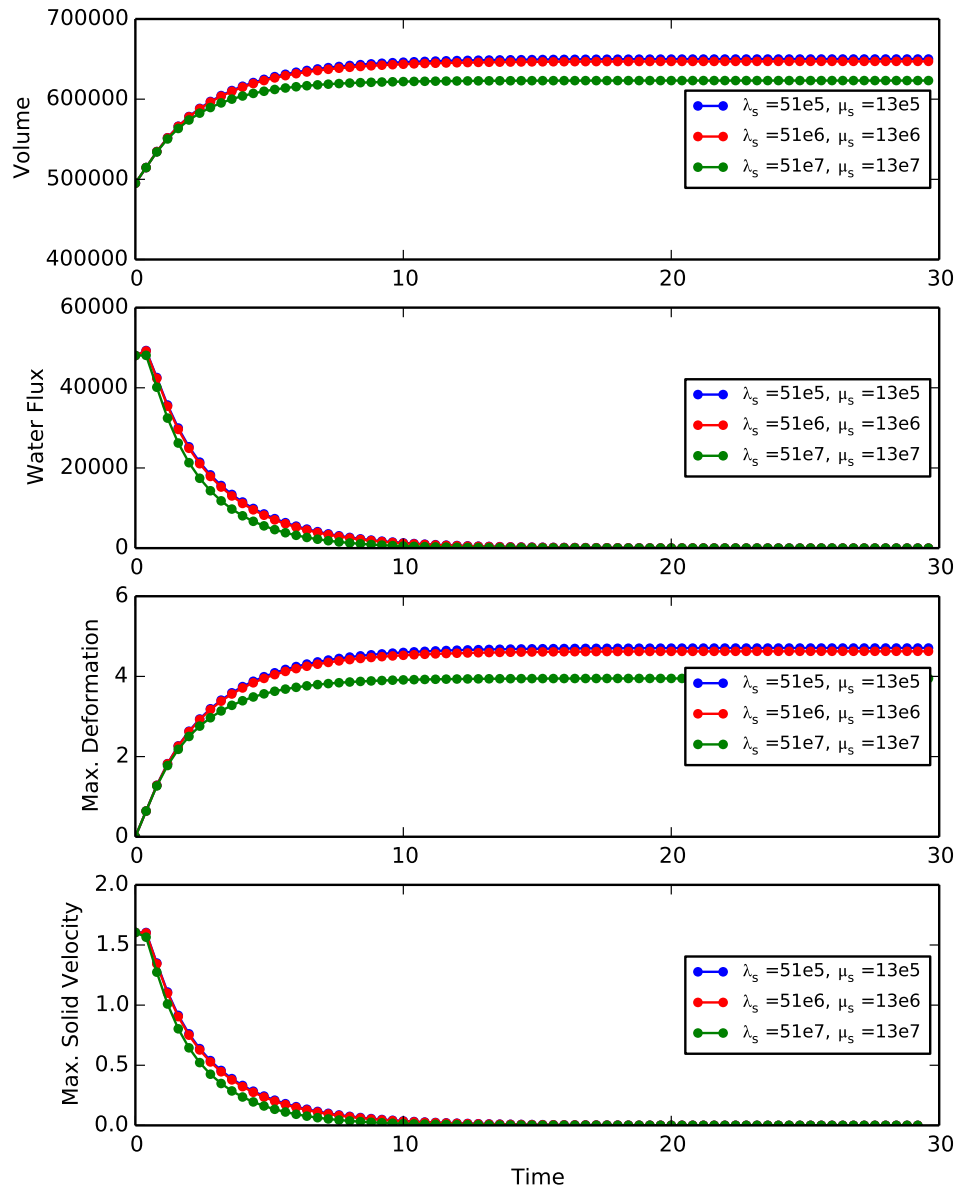 700000
600000
500000
400000
Volume
0
10
20
30
λs =51e5, μs =13e5
λs =51e6, μs =13e6
λs =51e7, μs =13e7
60000
40000
20000
0
Water Flux
0
10
20
30
λs =51e5, μs =13e5
λs =51e6, μs =13e6
λs =51e7, μs =13e7
6
4
2
0
Max. Deformation
0
10
20
30
λs =51e5, μs =13e5
λs =51e6, μs =13e6
λs =51e7, μs =13e7
2.0
1.5
1.0
0.5
0.0
Max. Solid Velocity
0
10
20
30
λs =51e5, μs =13e5
λs =51e6, μs =13e6
λs =51e7, μs =13e7
Time